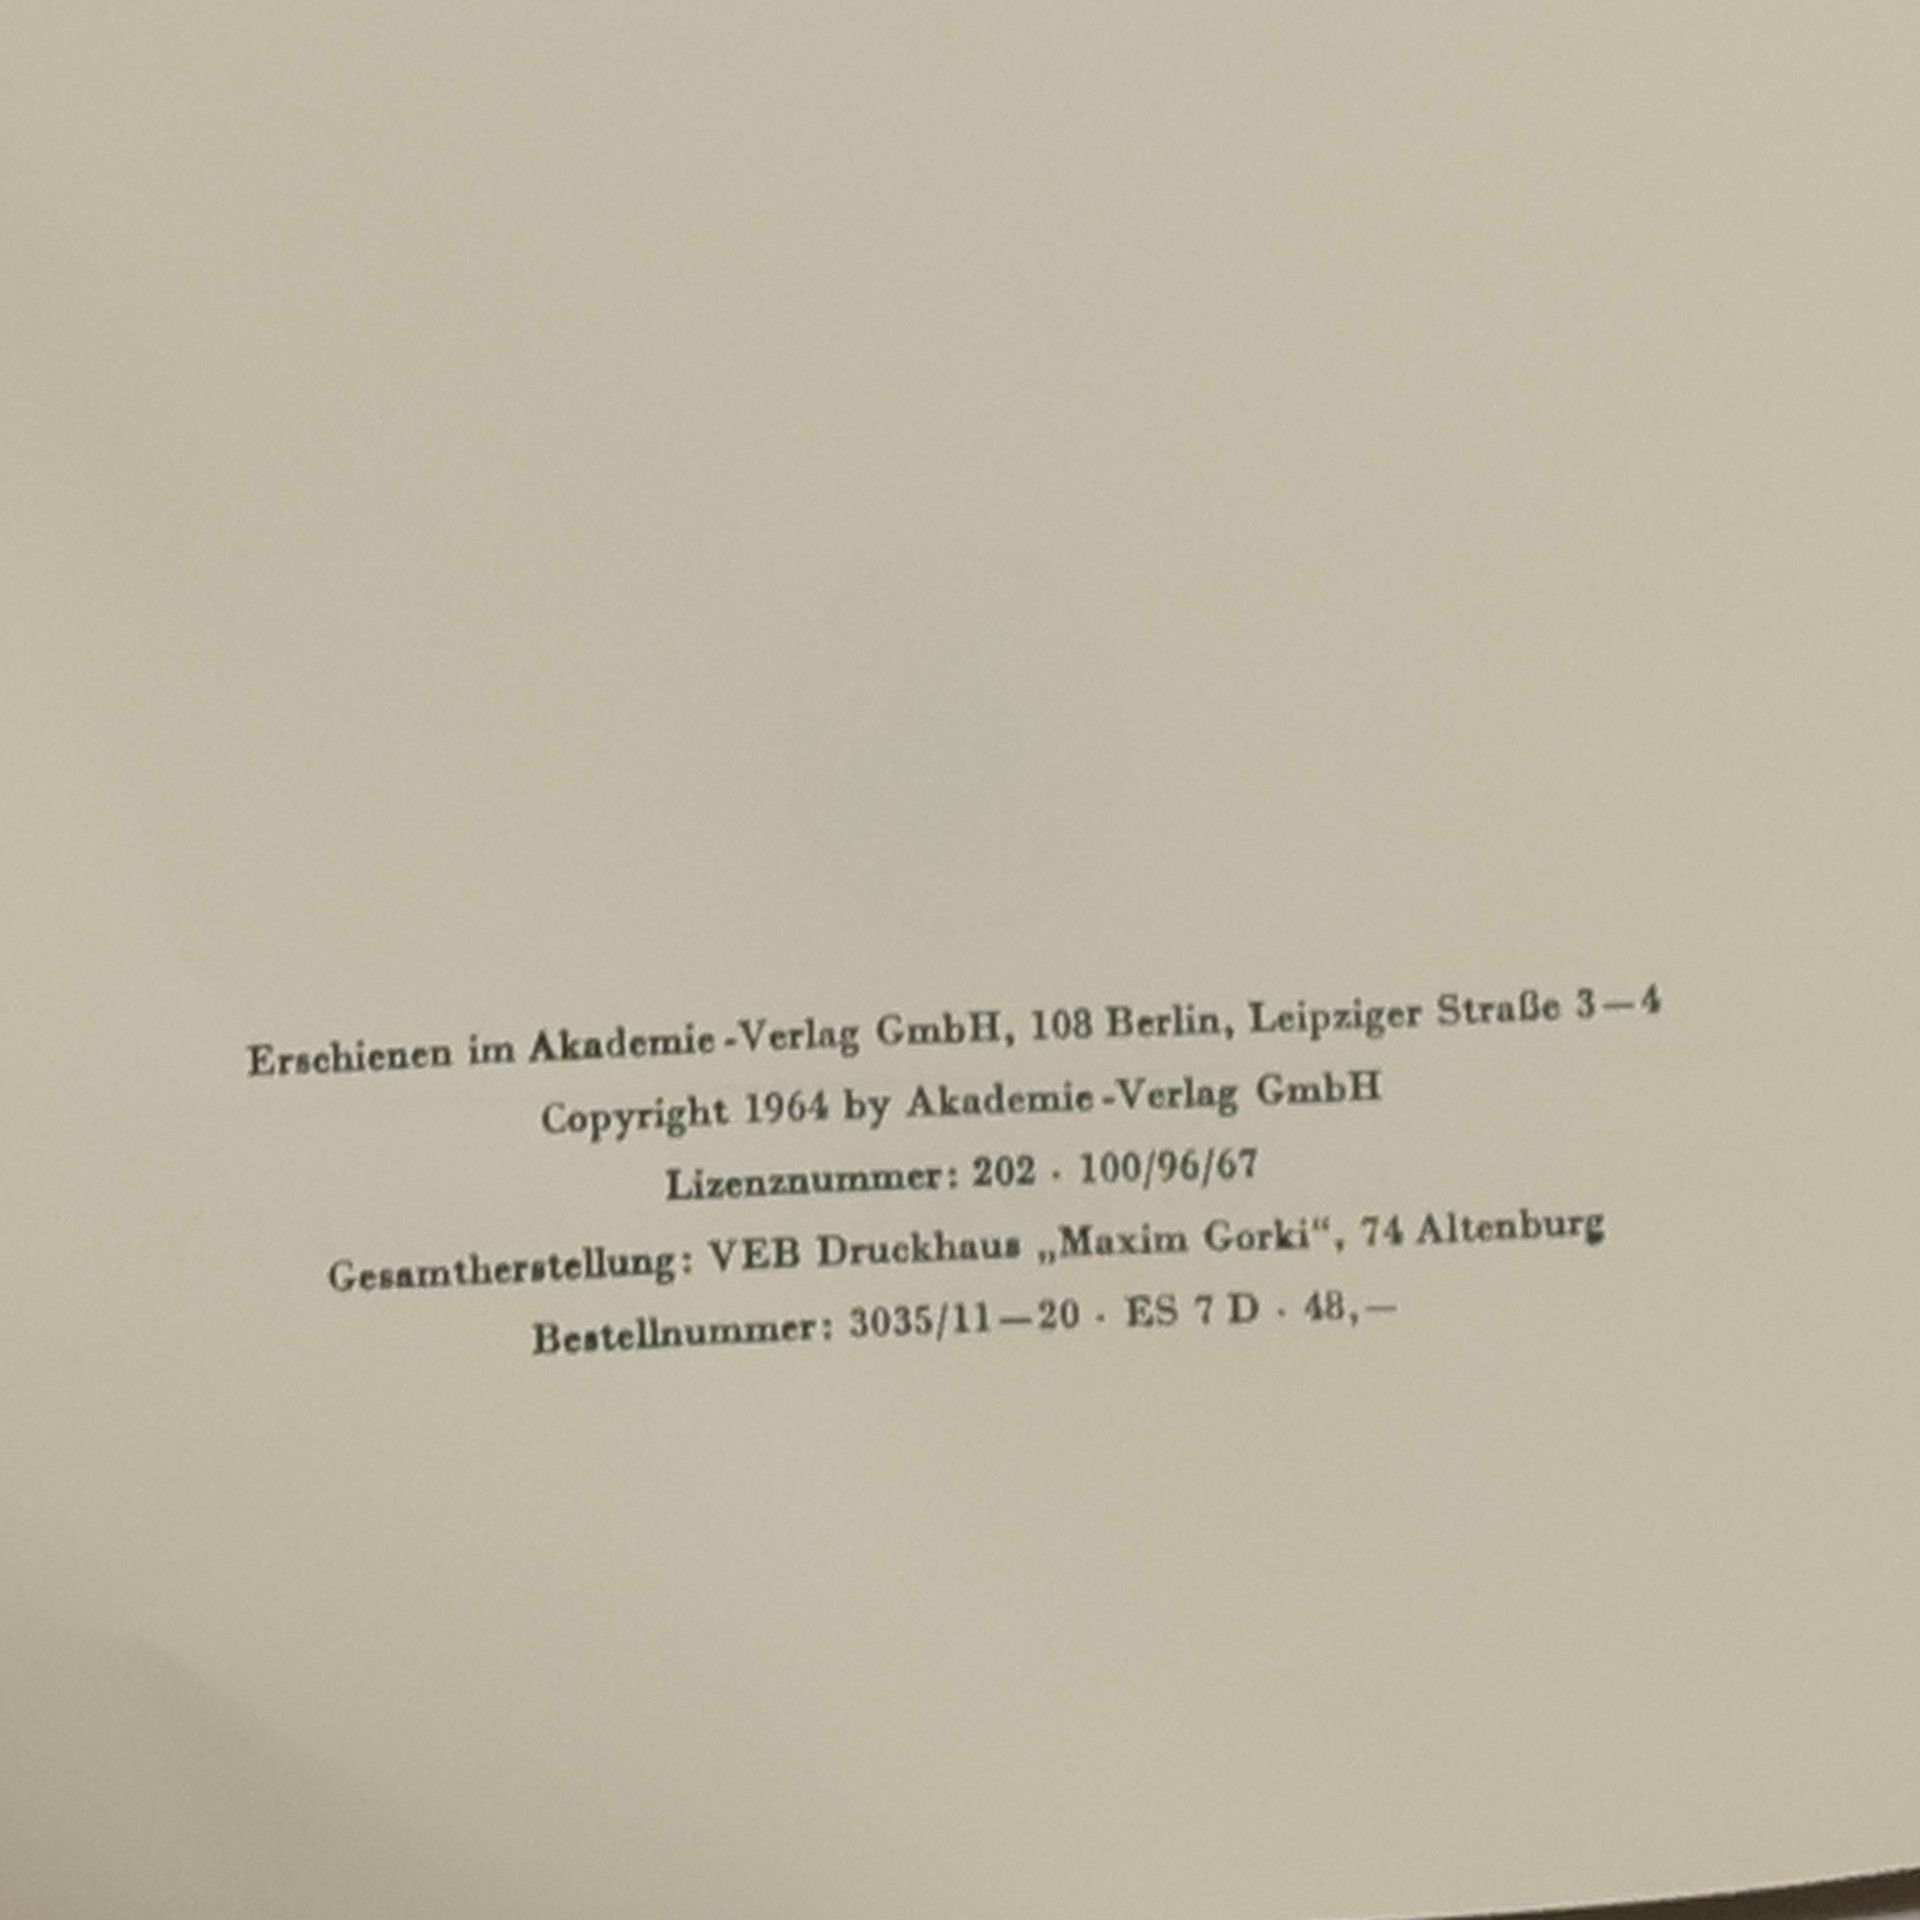 Erschienen im Akademie-Verlag GmbH, 108 Berlin, Leipziger Straße 3—4
Copyright 1964 by Akademie-Verlag GmbH
Lizenznummer: 202 · 100/96/67
Gesamtherstellung: VEB Druckhaus „Maxim Gorki“, 74 Altenburg
Bestellnummer: 3035/11—20 · ES 7 D · 48,—